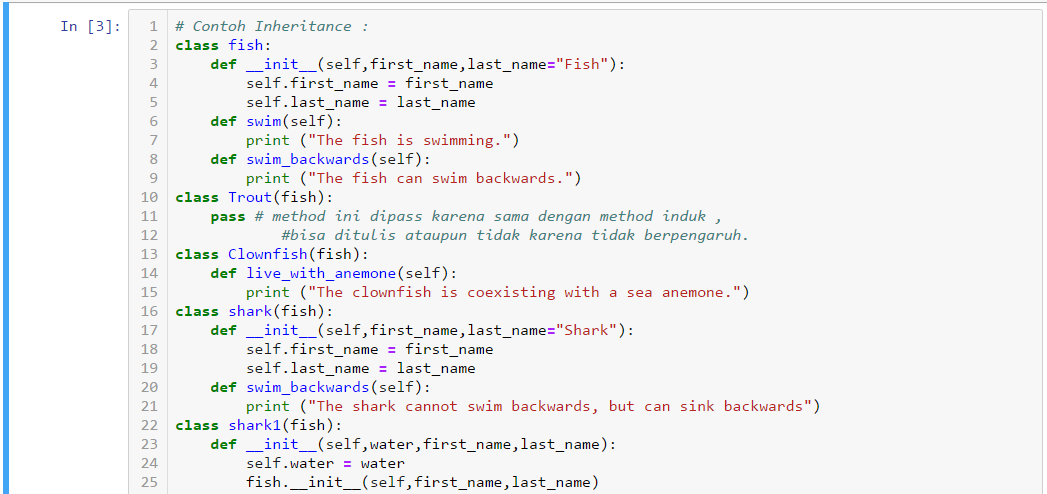 In [3]:
1 # Contoh Inheritance :
2 class fish:
3     def __init__(self,first_name,last_name="Fish"):
4         self.first_name = first_name
5         self.last_name = last_name
6     def swim(self):
7         print ("The fish is swimming.")
8     def swim_backwards(self):
9         print ("The fish can swim backwards.")
10 class Trout(fish):
11     pass # method ini dipass karena sama dengan method induk ,
12             #bisa ditulis ataupun tidak karena tidak berpengaruh.
13 class Clownfish(fish):
14     def live_with_anemone(self):
15         print ("The clownfish is coexisting with a sea anemone.")
16 class shark(fish):
17     def __init__(self,first_name,last_name="Shark"):
18         self.first_name = first_name
19         self.last_name = last_name
20     def swim_backwards(self):
21         print ("The shark cannot swim backwards, but can sink backwards")
22 class shark1(fish):
23     def __init__(self,water,first_name,last_name):
24         self.water = water
25         fish.__init__(self,first_name,last_name)